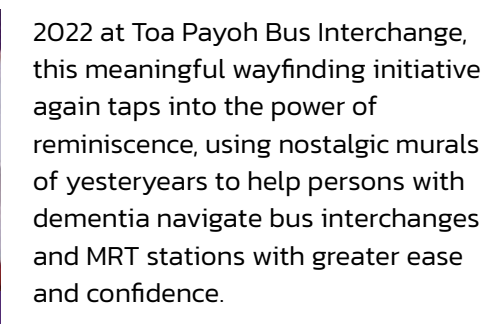 2022 at Toa Payoh Bus Interchange,
this meaningful wayfinding initiative
again taps into the power of
reminiscence, using nostalgic murals
of yesteryears to help persons with
dementia navigate bus interchanges
and MRT stations with greater ease
and confidence.